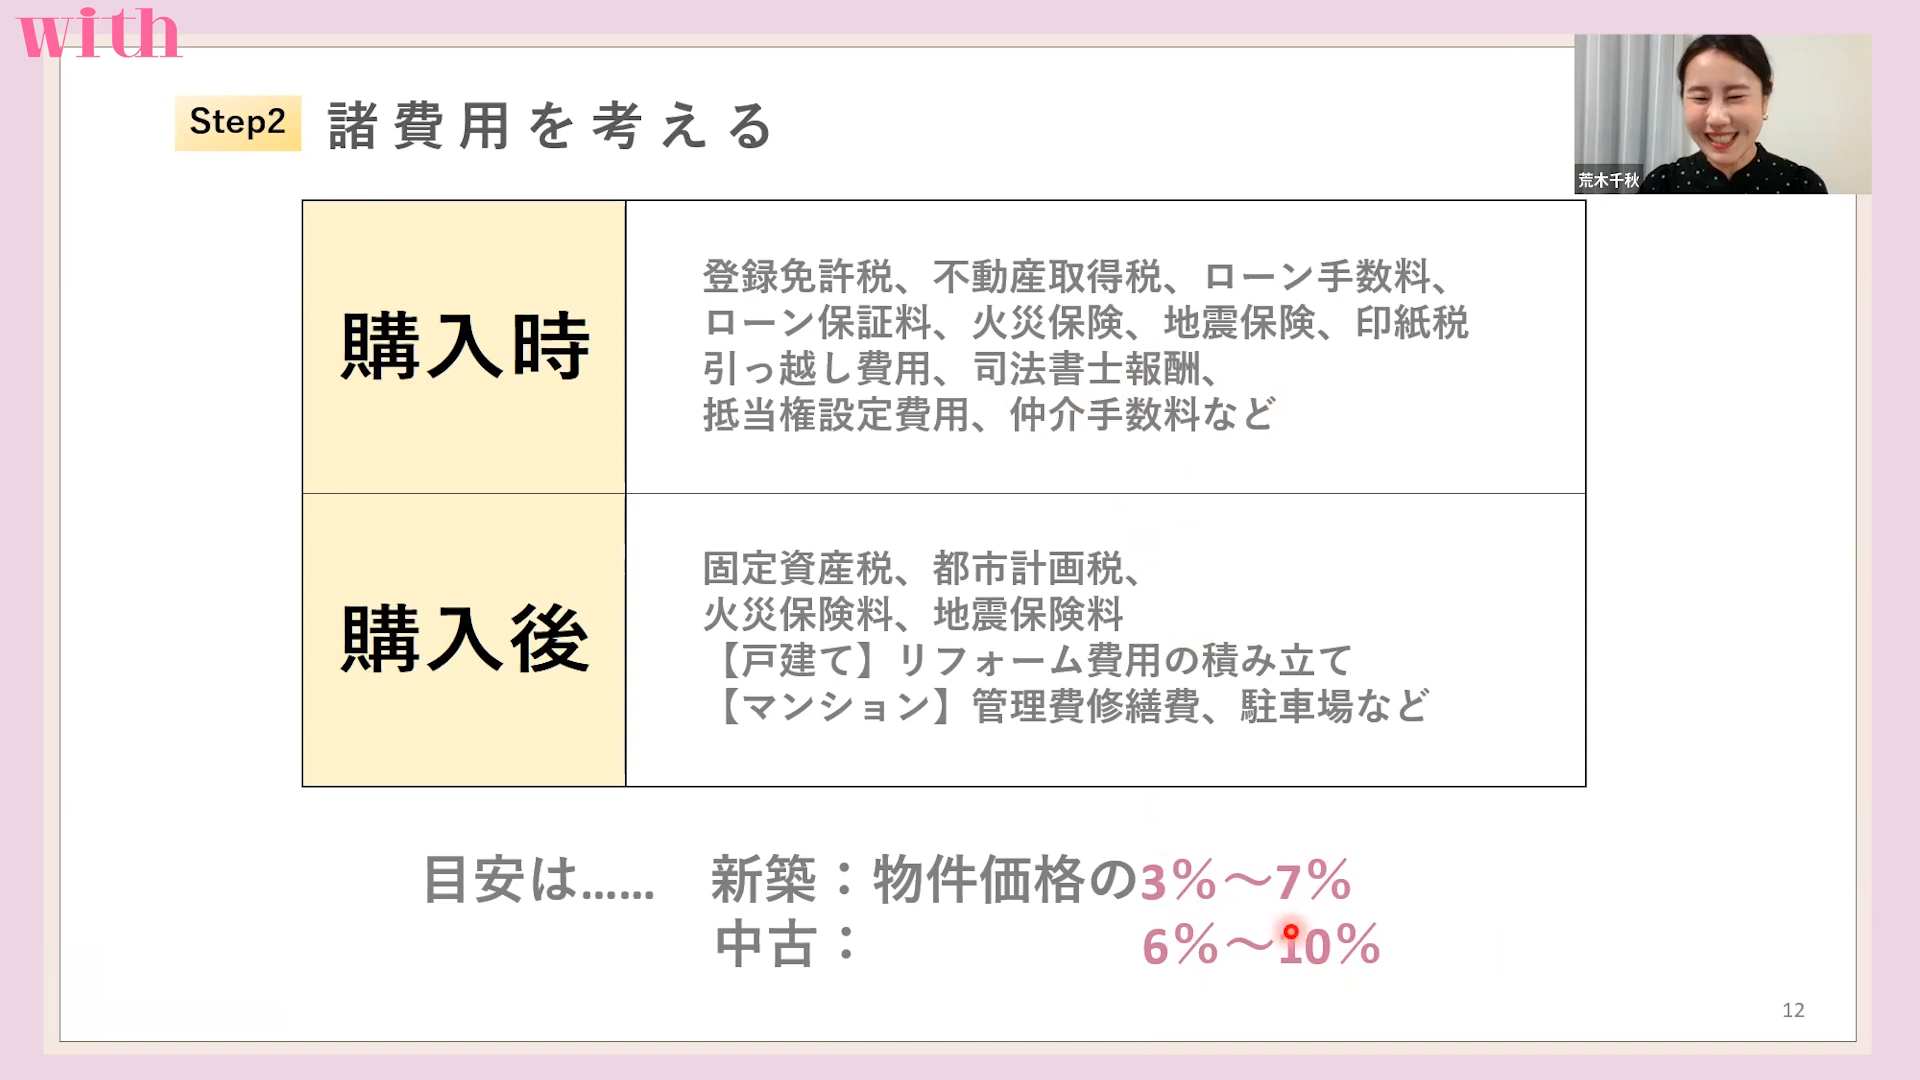 with
Step2 諸費用を考える
荒木千秋
購入時
登録免許税、不動産取得税、ローン手数料、
ローン保証料、火災保険、地震保険、印紙税
引っ越し費用、司法書士報酬、
抵当権設定費用、仲介手数料など
購入後
固定資産税、都市計画税、
火災保険料、地震保険料
【戸建て】リフォーム費用の積み立て
【マンション】管理費修繕費、駐車場など
目安は…… 新築：物件価格の3％～7％
中古： 6％～10％
12